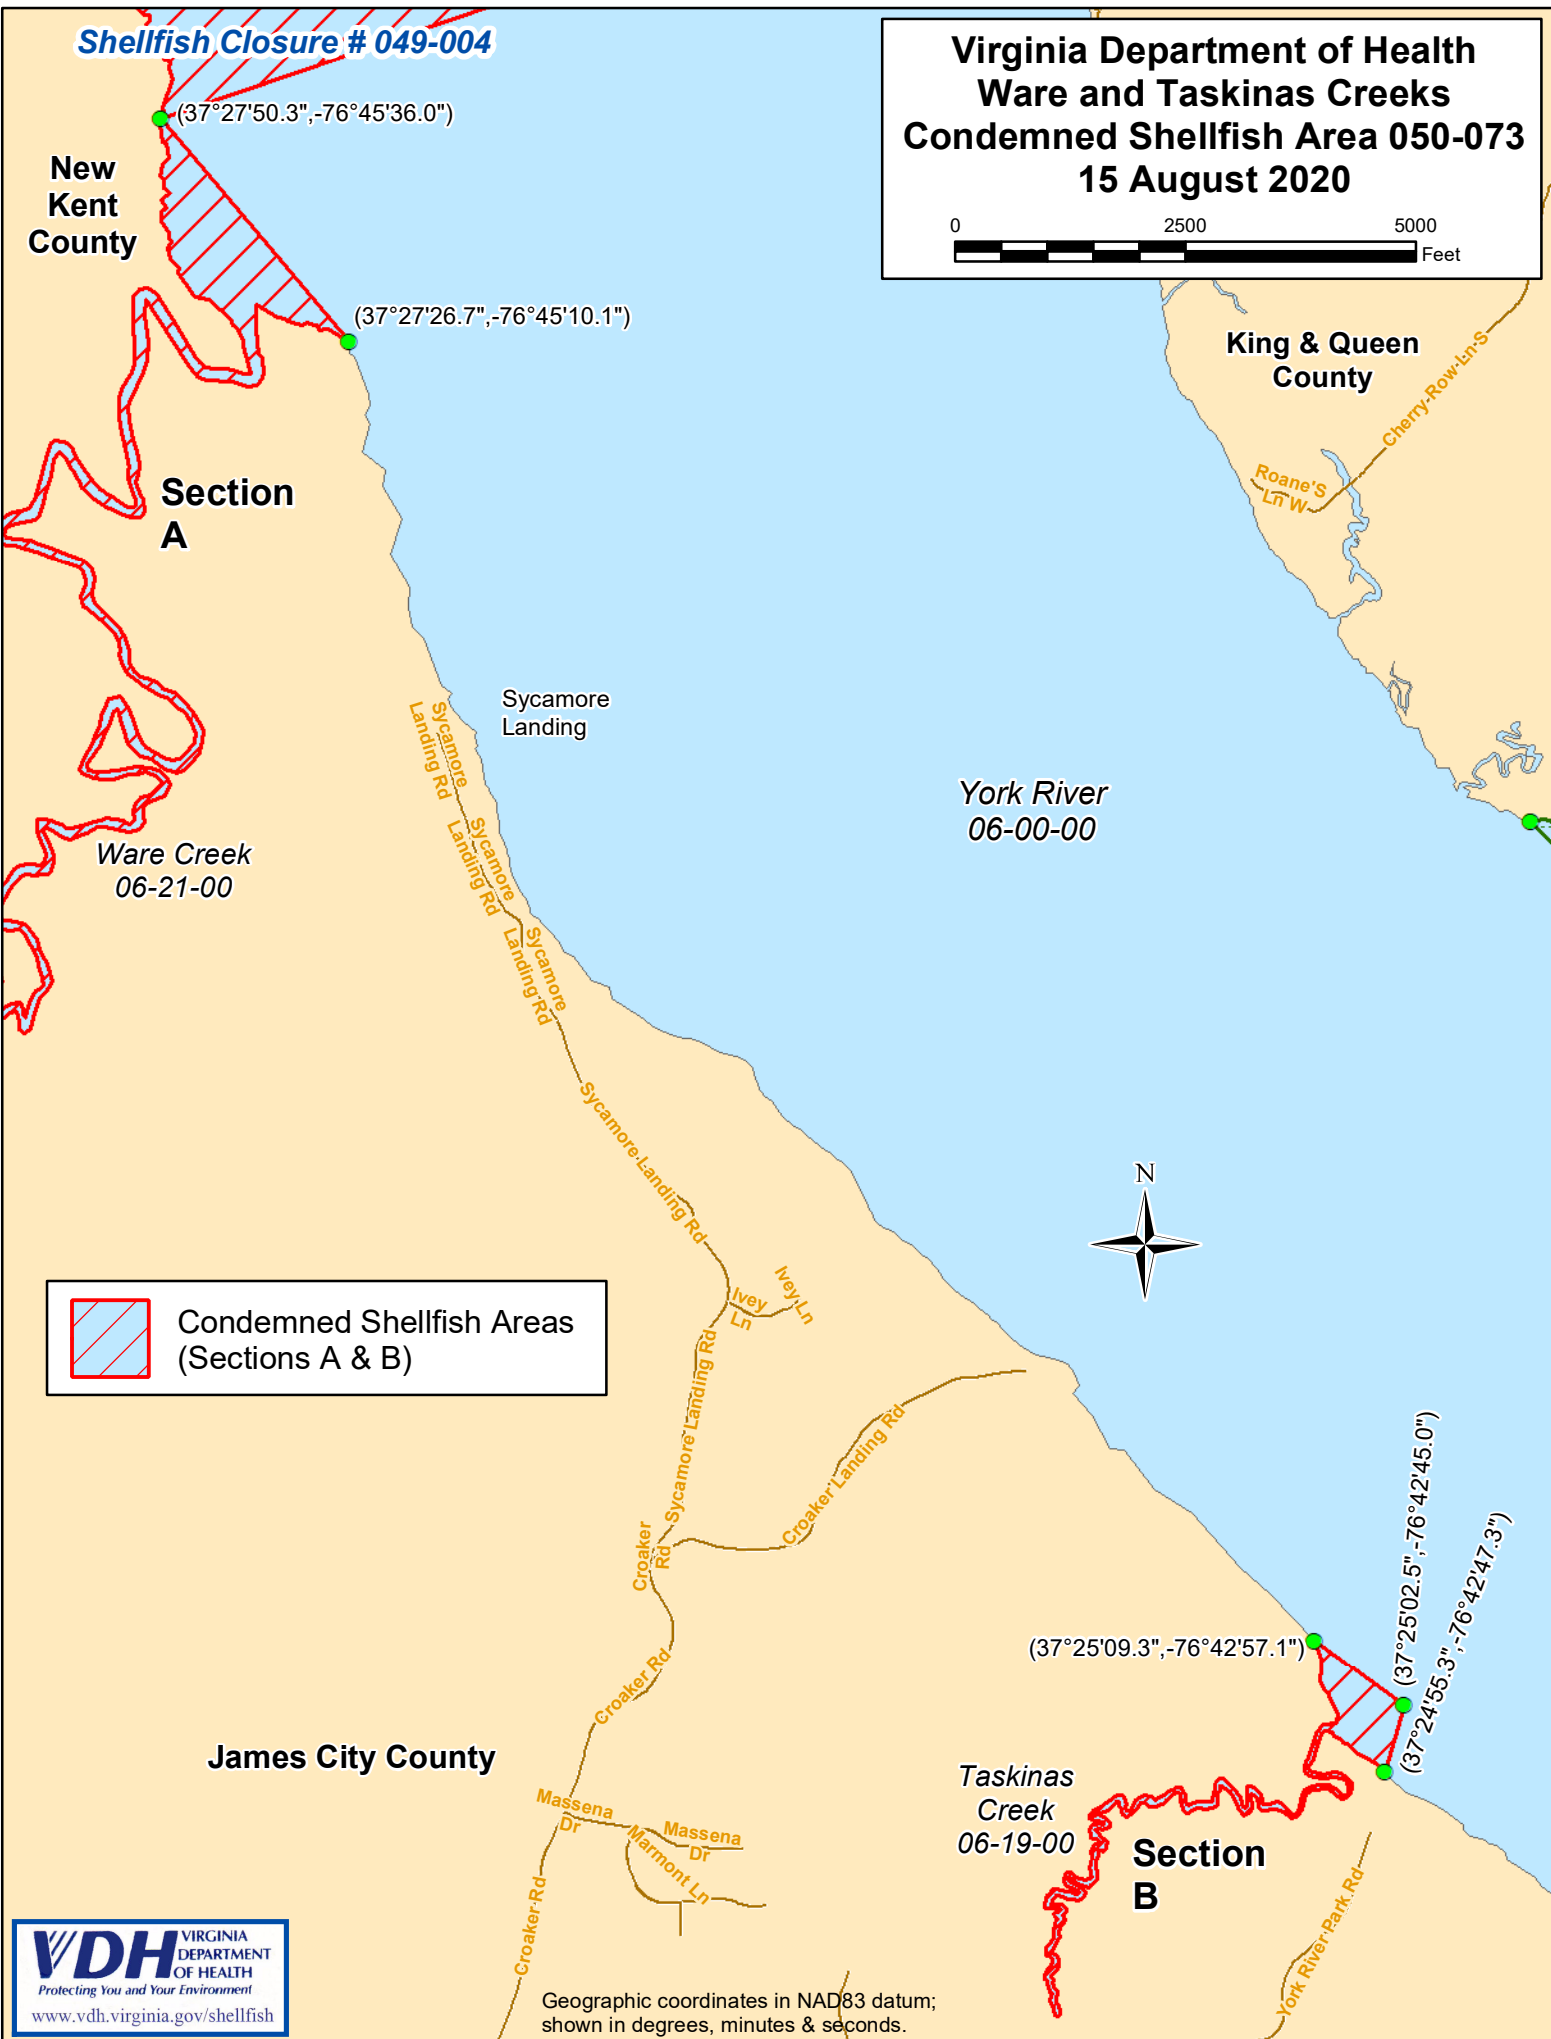 Shellfish Closure # 049-004
Virginia Department of Health
Ware and Taskinas Creeks
Condemned Shellfish Area 050-073
15 August 2020
0 2500 5000
Feet
(37°27'50.3",-76°45'36.0")
New
Kent
County
(37°27'26.7",-76°45'10.1")
King & Queen
County
Cherry Row Ln S
Roane'S
Ln W
Section
A
Sycamore
Landing
Sycamore
Landing Rd
York River
06-00-00
Sycamore
Landing Rd
Ware Creek
06-21-00
Sycamore
Landing Rd
Sycamore Landing Rd
N
Ivey
Ln
Ivey Ln
Condemned Shellfish Areas
(Sections A & B)
Sycamore Landing Rd
Croaker Landing Rd
Croaker
Rd
(37°25'02.5",-76°42'45.0")
(37°24'55.3",-76°42'47.3")
(37°25'09.3",-76°42'57.1")
Croaker Rd
James City County
Taskinas
Creek
06-19-00
Massena
Dr
Massena
Dr
Marmont Ln
Section
B
Croaker Rd
York River Park Rd
VDH
VIRGINIA
DEPARTMENT
OF HEALTH
Protecting You and Your Environment
www.vdh.virginia.gov/shellfish
Geographic coordinates in NAD83 datum;
shown in degrees, minutes & seconds.